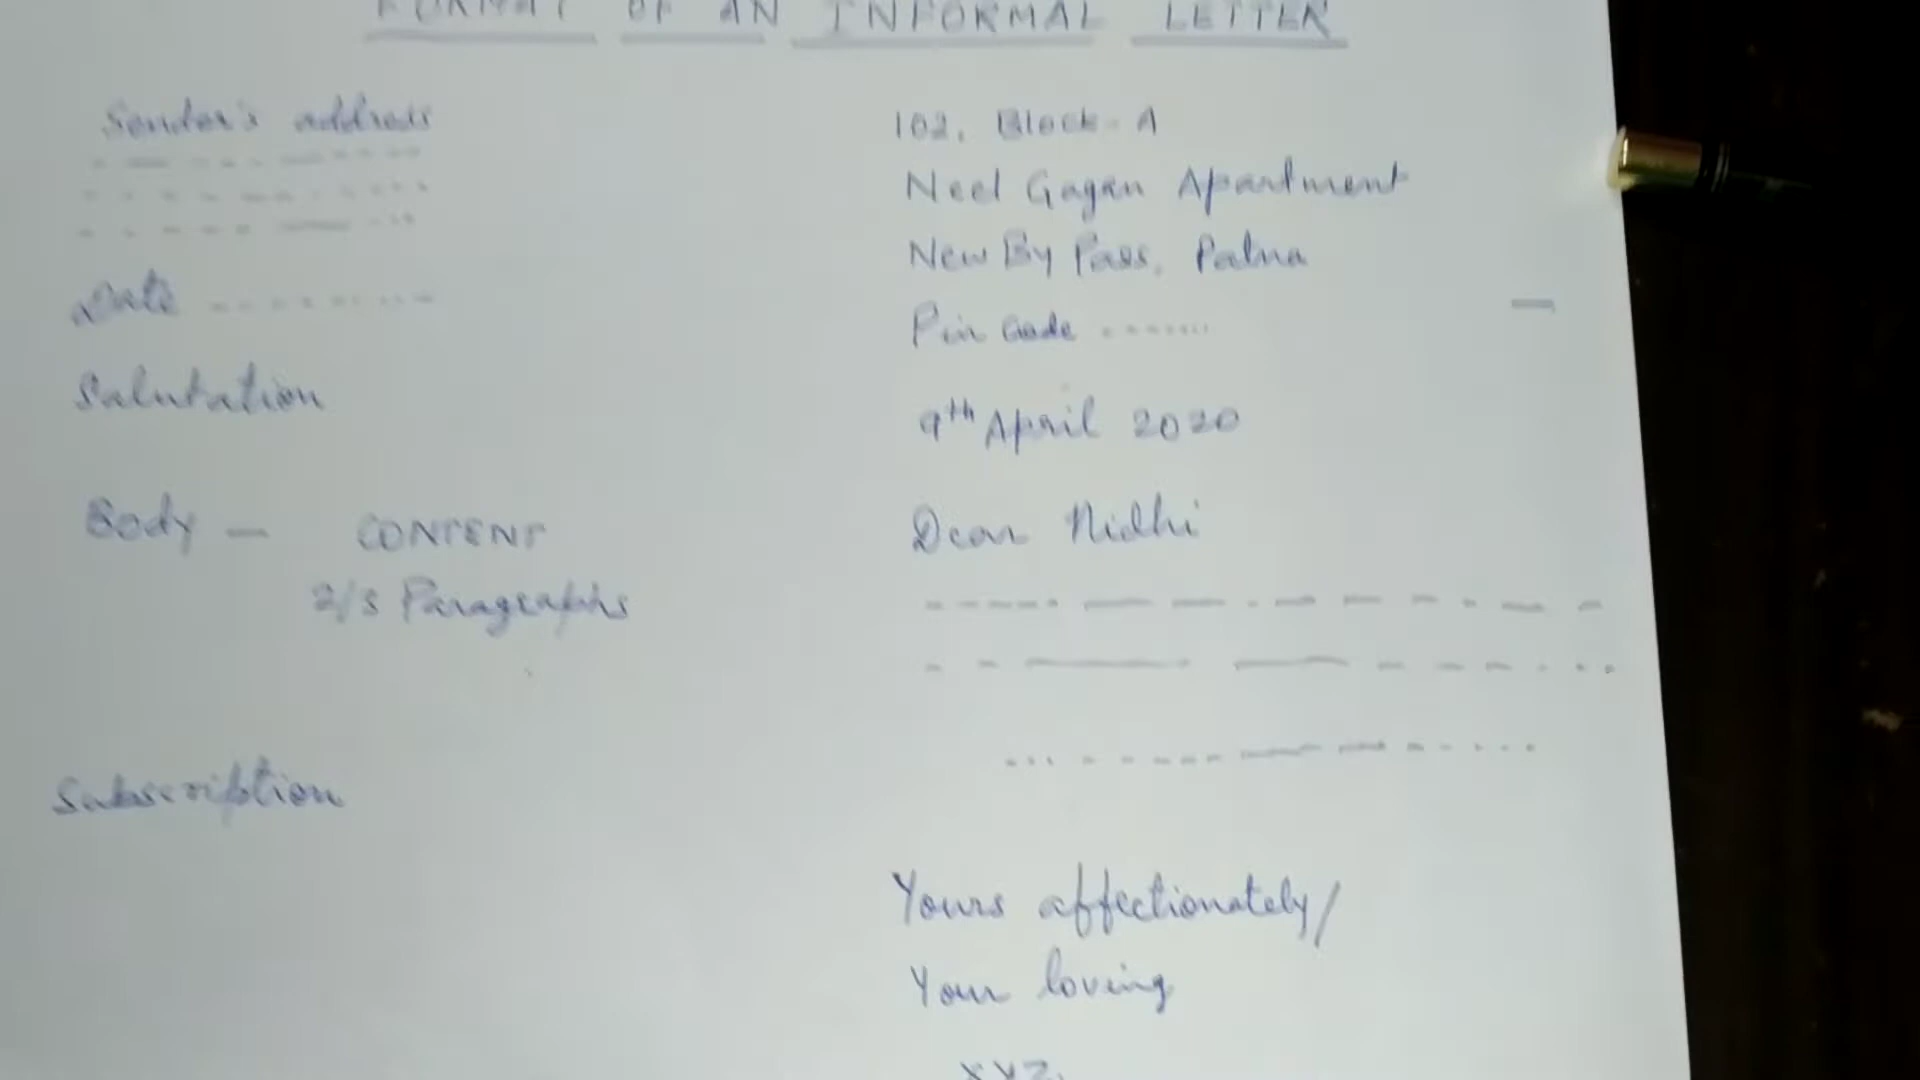 FORMAT OF AN INFORMAL LETTER
Sender's address
Date
Salutation
Body - CONTENT
2/3 Paragraphs
Subscription
102, Block-A
Neel Gagan Apartment
New By Pass, Patna
Pin Code
9th April 2020
Dear Nidhi
Yours affectionately/
Your loving
XYZ.